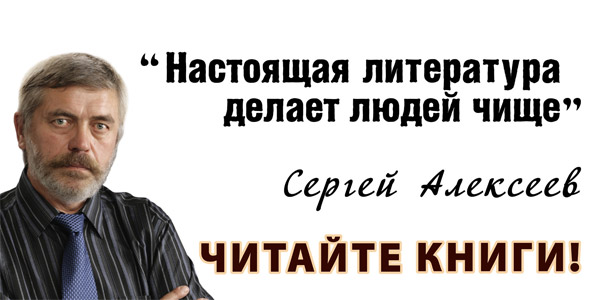 “Настоящая литература
делает людей чище”
Сергей Алексеев
ЧИТАЙТЕ КНИГИ!